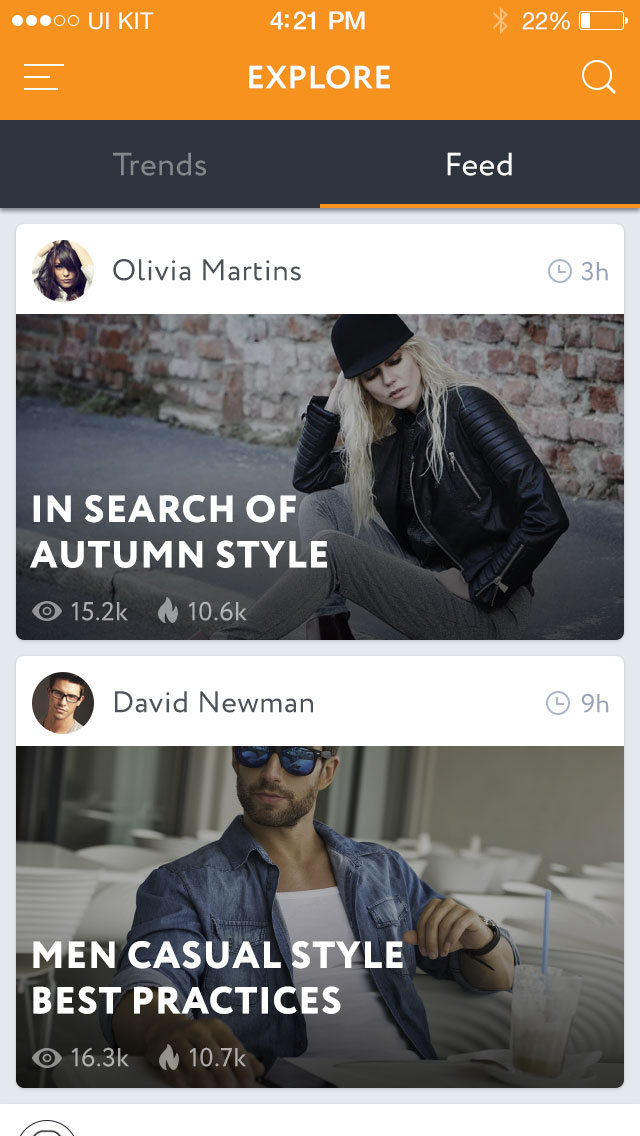 UI KIT 4:21 PM 22%
EXPLORE
Trends Feed
Olivia Martins 3h
IN SEARCH OF
AUTUMN STYLE
15.2k 10.6k
David Newman 9h
MEN CASUAL STYLE
BEST PRACTICES
16.3k 10.7k